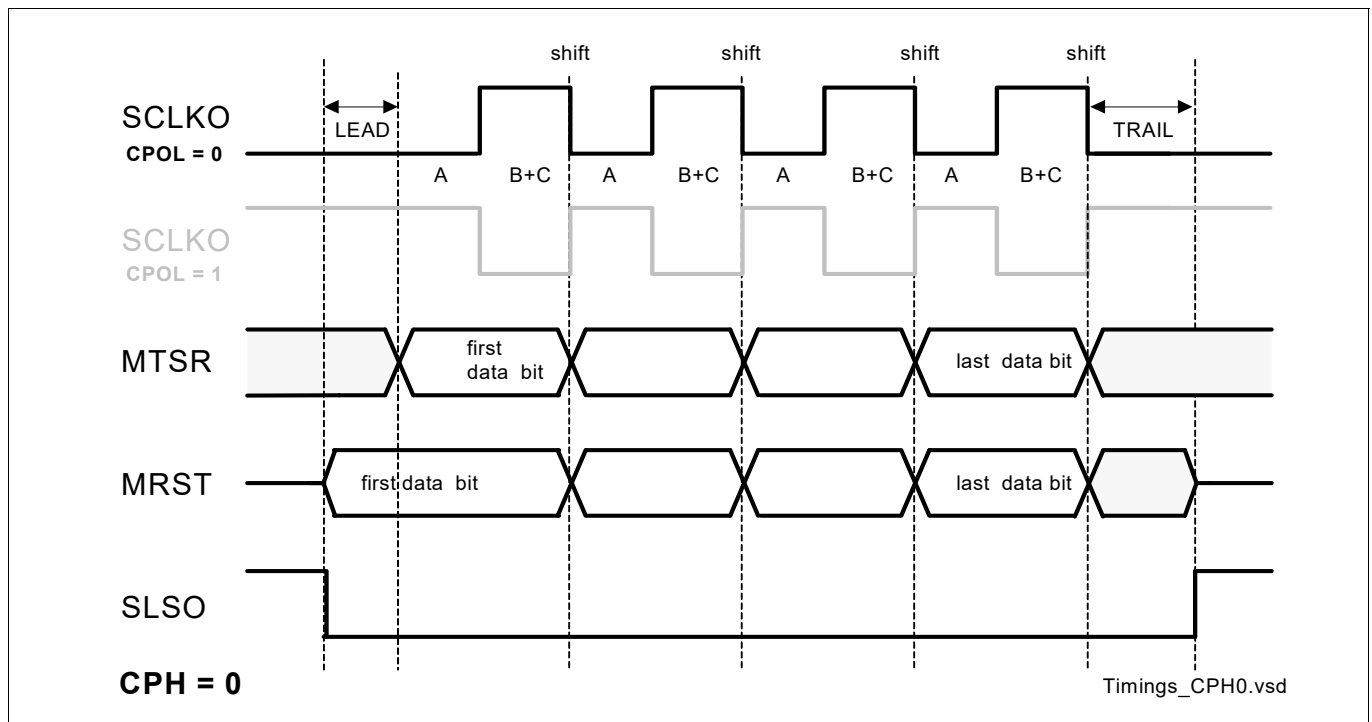 shift shift shift shift
SCLKO
CPOL = 0
LEAD
TRAIL
A B+C A B+C A B+C A B+C
SCLKO
CPOL = 1
MTSR
first
data bit
last data bit
MRST
first data bit
last data bit
SLSO
CPH = 0
Timings_CPH0.vsd